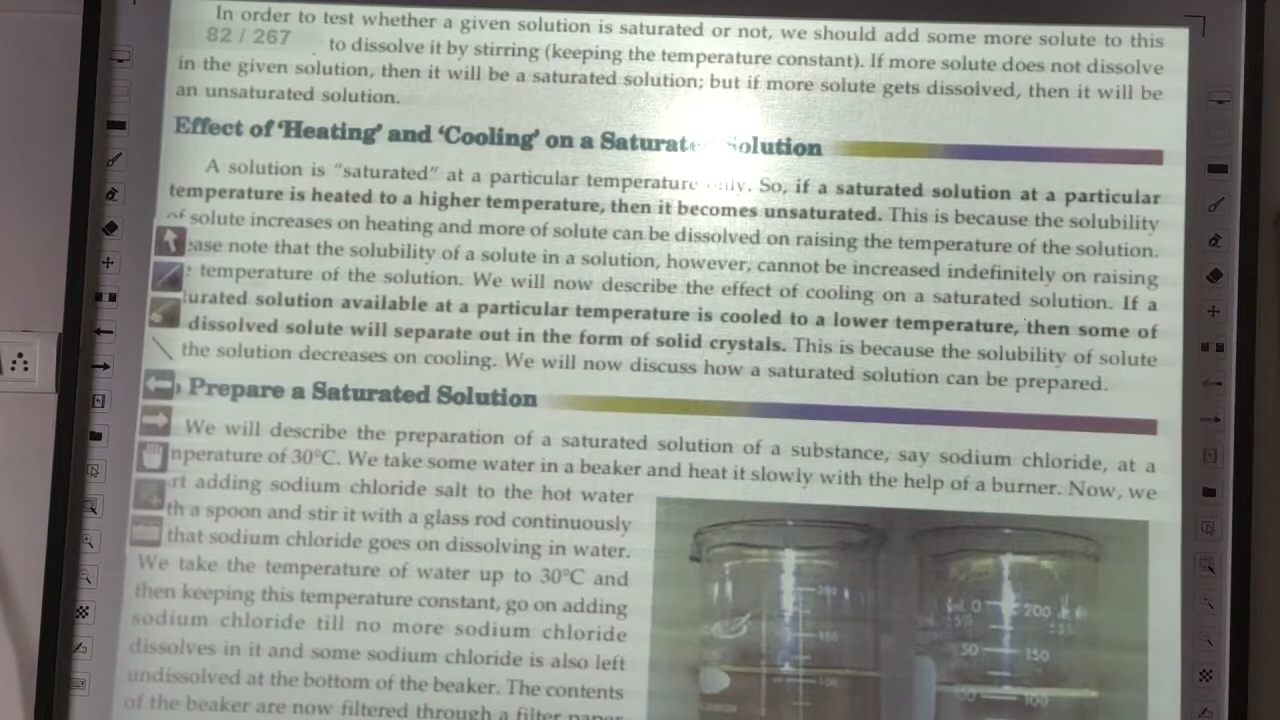 In order to test whether a given solution is saturated or not, we should add some more solute to this
82 / 267
to dissolve it by stirring (keeping the temperature constant). If more solute does not dissolve
in the given solution, then it will be a saturated solution; but if more solute gets dissolved, then it will be
an unsaturated solution.
Effect of 'Heating' and 'Cooling' on a Saturate olution
A solution is "saturated" at a particular temperature nly. So, if a saturated solution at a particular
temperature is heated to a higher temperature, then it becomes unsaturated. This is because the solubility
of solute increases on heating and more of solute can be dissolved on raising the temperature of the solution.
ease note that the solubility of a solute in a solution, however, cannot be increased indefinitely on raising
temperature of the solution. We will now describe the effect of cooling on a saturated solution. If a
urated solution available at a particular temperature is cooled to a lower temperature, then some of
dissolved solute will separate out in the form of solid crystals. This is because the solubility of solute
the solution decreases on cooling. We will now discuss how a saturated solution can be prepared.
Prepare a Saturated Solution
We will describe the preparation of a saturated solution of a substance, say sodium chloride, at a
nperature of 30°C. We take some water in a beaker and heat it slowly with the help of a burner. Now, we
rt adding sodium chloride salt to the hot water
th a spoon and stir it with a glass rod continuously
that sodium chloride goes on dissolving in water.
We take the temperature of water up to 30°C and
then keeping this temperature constant, go on adding
sodium chloride till no more sodium chloride
dissolves in it and some sodium chloride is also left
undissolved at the bottom of the beaker. The contents
of the beaker are now filtered through a filter paper
200
150
100
0 200
50 150
100